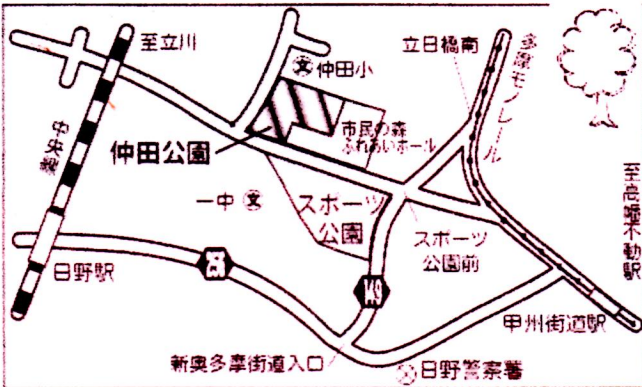 至立川
中央線
文
仲田小
立日橋南
多摩モノレール
仲田公園
市民の森
ふれあいホール
一中
文
スポーツ
公園
スポーツ
公園前
至高幡不動駅
日野駅
甲州街道駅
新奥多摩街道入口
日野警察署